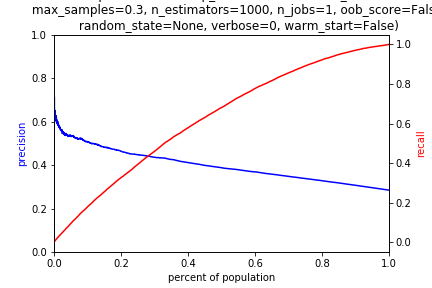 max_samples=0.3, n_estimators=1000, n_jobs=1, oob_score=Fals
random_state=None, verbose=0, warm_start=False)
1.0
0.8
0.6
0.4
0.2
0.0
precision
1.0
0.8
0.6
0.4
0.2
0.0
recall
0.0 0.2 0.4 0.6 0.8 1.0
percent of population